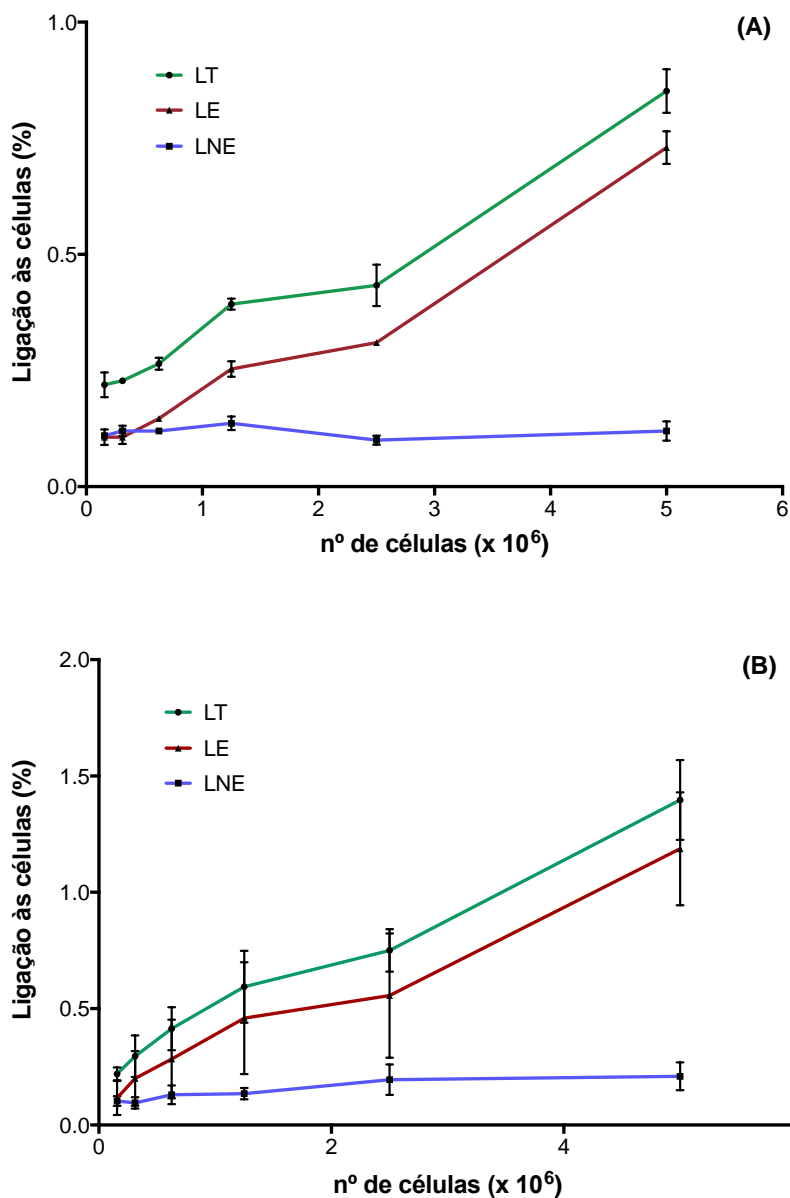 (A)
1.0
LT
LE
LNE
Ligação às células (%)
0.5
0.0
0 1 2 3 4 5 6
nº de células (x 10⁶)
(B)
2.0
LT
LE
LNE
1.5
Ligação às células (%)
1.0
0.5
0.0
0 2 4
nº de células (x 10⁶)